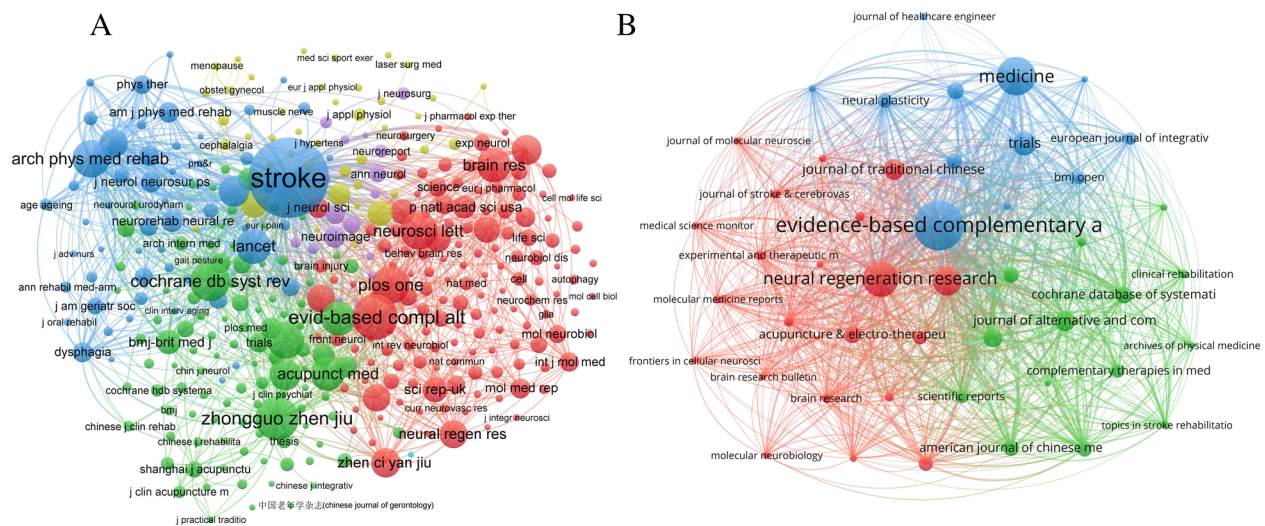 A
menopause
med sci sport exer
laser surg med
phys ther
obstet gynecol
eur j appl physiol
j neurosurg
am j phys med rehab
muscle nerve
j appl physiol
j pharmacol exp ther
cephalalgia
j hypertens
neurosurgery
exp neurol
arch phys med rehab
pm&r
neuroreport
brain res
stroke
ann neurol
science
eur j pharmacol
j neurol neurosur ps
cell mol life sci
age ageing
neurourol urodynam
j neurol sci
p natl acad sci usa
neurorehab neural re
eur j pain
neuroimage
neurosci lett
life sci
arch intern med
lancet
behav brain res
neurobiol dis
j adv nurs
gait posture
brain injury
cochrane db syst rev
plos one
nat med
cell
autophagy
ann rehabil med-arm
clin interv aging
neurochem res
mol cell biol
j am geriatr soc
evid-based compl alt
glia
j oral rehabil
plos med
bmj-brit med j
trials
front neurol
int rev neurobiol
mol neurobiol
dysphagia
nat commun
int j mol med
chin j neurol
acupunct med
cochrane hdb systema
j clin psychiat
sci rep-uk
mol med rep
bmj
zhongguo zhen jiu
curr neurovasc res
chinese j clin rehab
j integr neurosci
chinese j rehabilita
thesis
neural regen res
shanghai j acupunctu
zhen ci yan jiu
chinese j integrativ
j clin acupuncture m
中国老年学杂志(chinese journal of gerontology)
j practical traditio
B
journal of healthcare engineer
medicine
neural plasticity
journal of molecular neuroscie
trials
european journal of integrativ
journal of traditional chinese
bmj open
journal of stroke & cerebrovas
medical science monitor
evidence-based complementary a
experimental and therapeutic m
neural regeneration research
clinical rehabilitation
molecular medicine reports
cochrane database of systemati
acupuncture & electro-therapeu
journal of alternative and com
archives of physical medicine
frontiers in cellular neurosci
brain research bulletin
complementary therapies in med
brain research
scientific reports
topics in stroke rehabilitatio
molecular neurobiology
american journal of chinese me